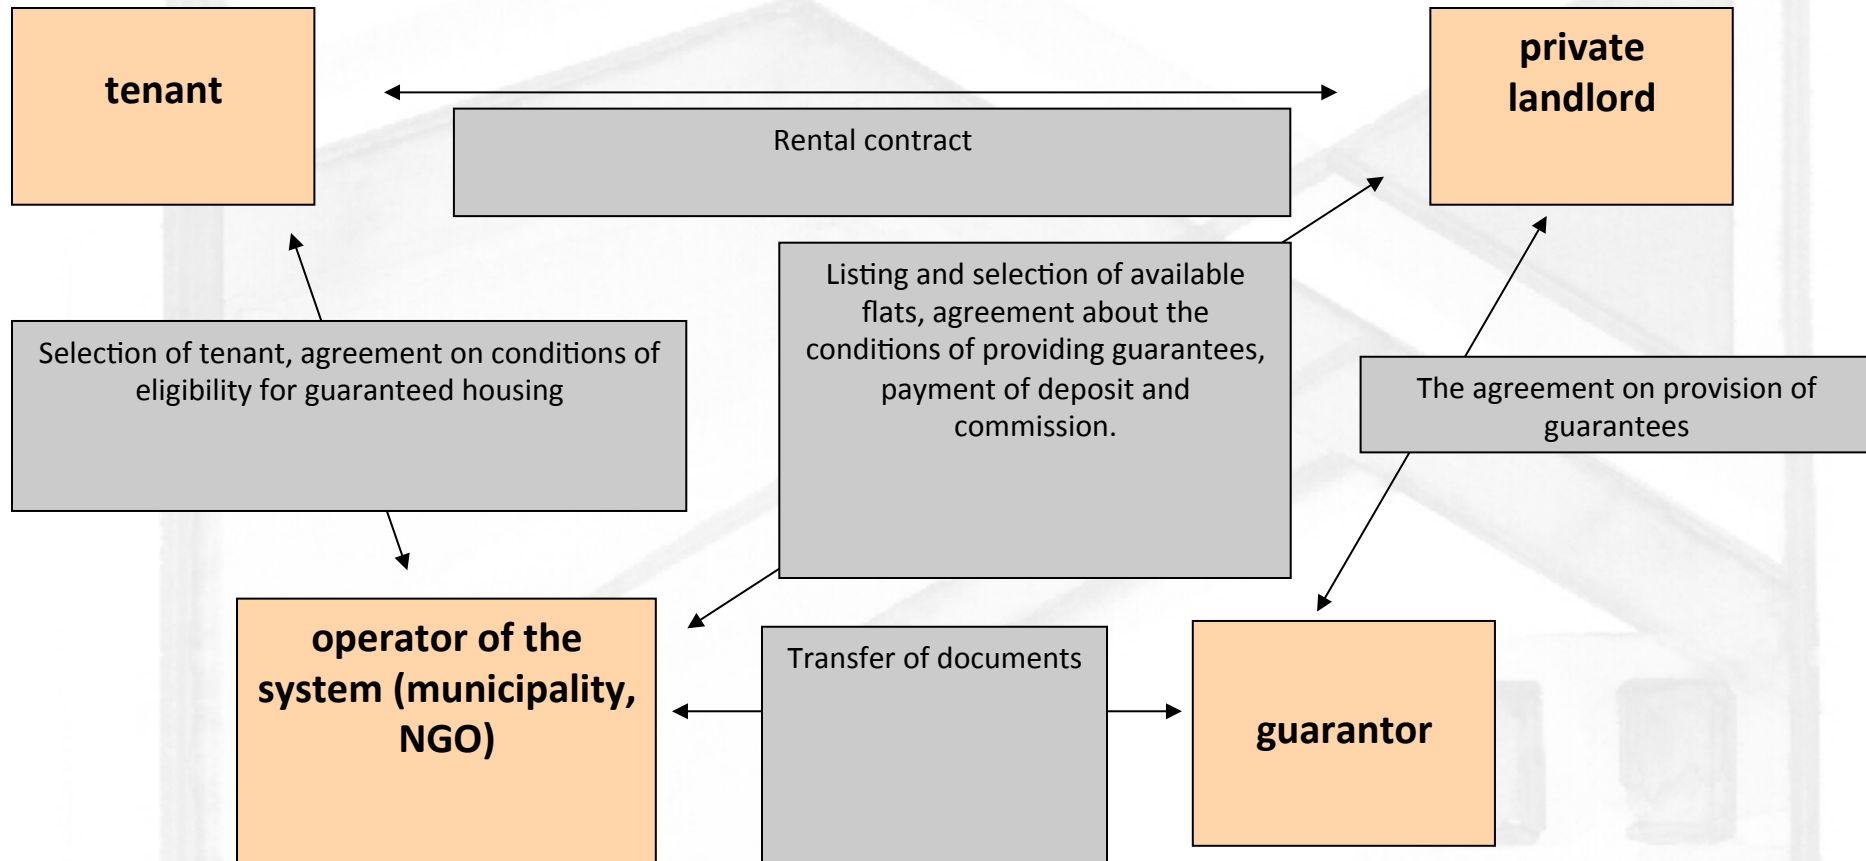 tenant
private
landlord
Rental contract
Listing and selection of available
flats, agreement about the
conditions of providing guarantees,
payment of deposit and
commission.
Selection of tenant, agreement on conditions of
eligibility for guaranteed housing
The agreement on provision of
guarantees
operator of the
system (municipality,
NGO)
Transfer of documents
guarantor